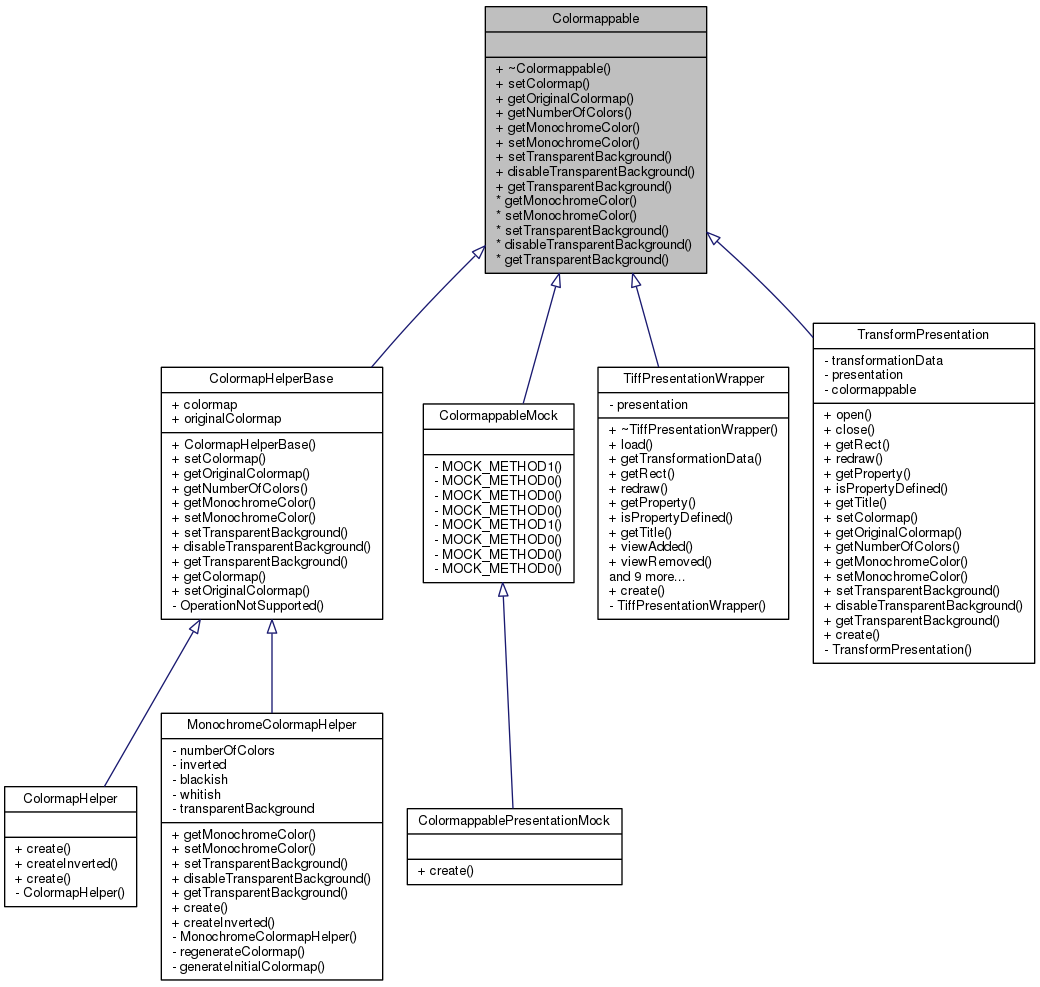 Colormappable
+ ~Colormappable()
+ setColormap()
+ getOriginalColormap()
+ getNumberOfColors()
+ getMonochromeColor()
+ setMonochromeColor()
+ setTransparentBackground()
+ disableTransparentBackground()
+ getTransparentBackground()
* getMonochromeColor()
* setMonochromeColor()
* setTransparentBackground()
* disableTransparentBackground()
* getTransparentBackground()
ColormapHelperBase
+ colormap
+ originalColormap
+ ColormapHelperBase()
+ setColormap()
+ getOriginalColormap()
+ getNumberOfColors()
+ getMonochromeColor()
+ setMonochromeColor()
+ setTransparentBackground()
+ disableTransparentBackground()
+ getTransparentBackground()
+ getColormap()
+ setOriginalColormap()
- OperationNotSupported()
ColormappableMock
- MOCK_METHOD1()
- MOCK_METHOD0()
- MOCK_METHOD0()
- MOCK_METHOD0()
- MOCK_METHOD1()
- MOCK_METHOD0()
- MOCK_METHOD0()
- MOCK_METHOD0()
TiffPresentationWrapper
- presentation
+ ~TiffPresentationWrapper()
+ load()
+ getTransformationData()
+ getRect()
+ redraw()
+ getProperty()
+ isPropertyDefined()
+ getTitle()
+ viewAdded()
+ viewRemoved()
and 9 more...
+ create()
- TiffPresentationWrapper()
TransformPresentation
- transformationData
- presentation
- colormappable
+ open()
+ close()
+ getRect()
+ redraw()
+ getProperty()
+ isPropertyDefined()
+ getTitle()
+ setColormap()
+ getOriginalColormap()
+ getNumberOfColors()
+ getMonochromeColor()
+ setMonochromeColor()
+ setTransparentBackground()
+ disableTransparentBackground()
+ getTransparentBackground()
+ create()
- TransformPresentation()
ColormapHelper
+ create()
+ createInverted()
+ create()
- ColormapHelper()
MonochromeColormapHelper
- numberOfColors
- inverted
- blackish
- whitish
- transparentBackground
+ getMonochromeColor()
+ setMonochromeColor()
+ setTransparentBackground()
+ disableTransparentBackground()
+ getTransparentBackground()
+ create()
+ createInverted()
- MonochromeColormapHelper()
- regenerateColormap()
- generateInitialColormap()
ColormappablePresentationMock
+ create()